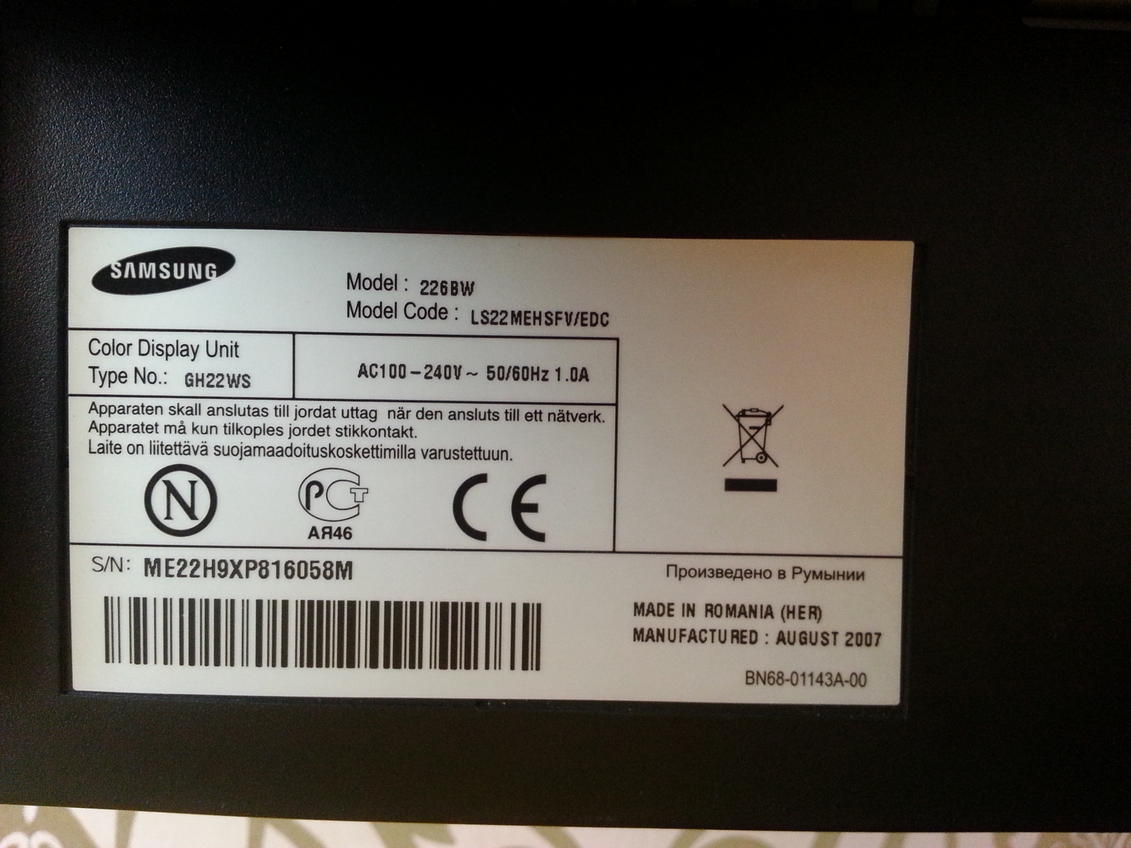 SAMSUNG
Model : 226BW
Model Code : LS22MEHSFV/EDC
Color Display Unit
Type No.: GH22WS
AC100-240V~ 50/60Hz 1.0A
Apparaten skall anslutas till jordat uttag när den ansluts till ett nätverk.
Apparatet må kun tilkoples jordet stikkontakt.
Laite on liitettävä suojamaadoituskoskettimilla varustettuun.
N
РСТ
АЯ46
CE
S/N: ME22H9XP816058M
Произведено в Румынии
MADE IN ROMANIA (HER)
MANUFACTURED : AUGUST 2007
BN68-01143A-00